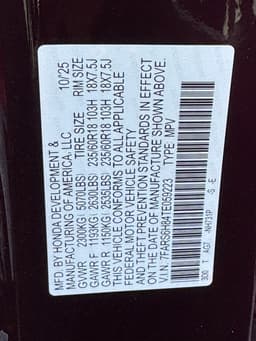 MFD. BY HONDA DEVELOPMENT & 10/25
MANUFACTURING OF AMERICA, LLC.
TIRE SIZE RIM SIZE
GVWR 2300KG( 5070LBS)
GAWR F 1193KG( 2630LBS) 235/60R18 103H 18X7.5J
GAWR R 1150KG( 2535LBS) 235/60R18 103H 18X7.5J
THIS VEHICLE CONFORMS TO ALL APPLICABLE
FEDERAL MOTOR VEHICLE SAFETY
AND THEFT PREVENTION STANDARDS IN EFFECT
ON THE DATE OF MANUFACTURE SHOWN ABOVE.
V.I.N.: TYPE: MPV